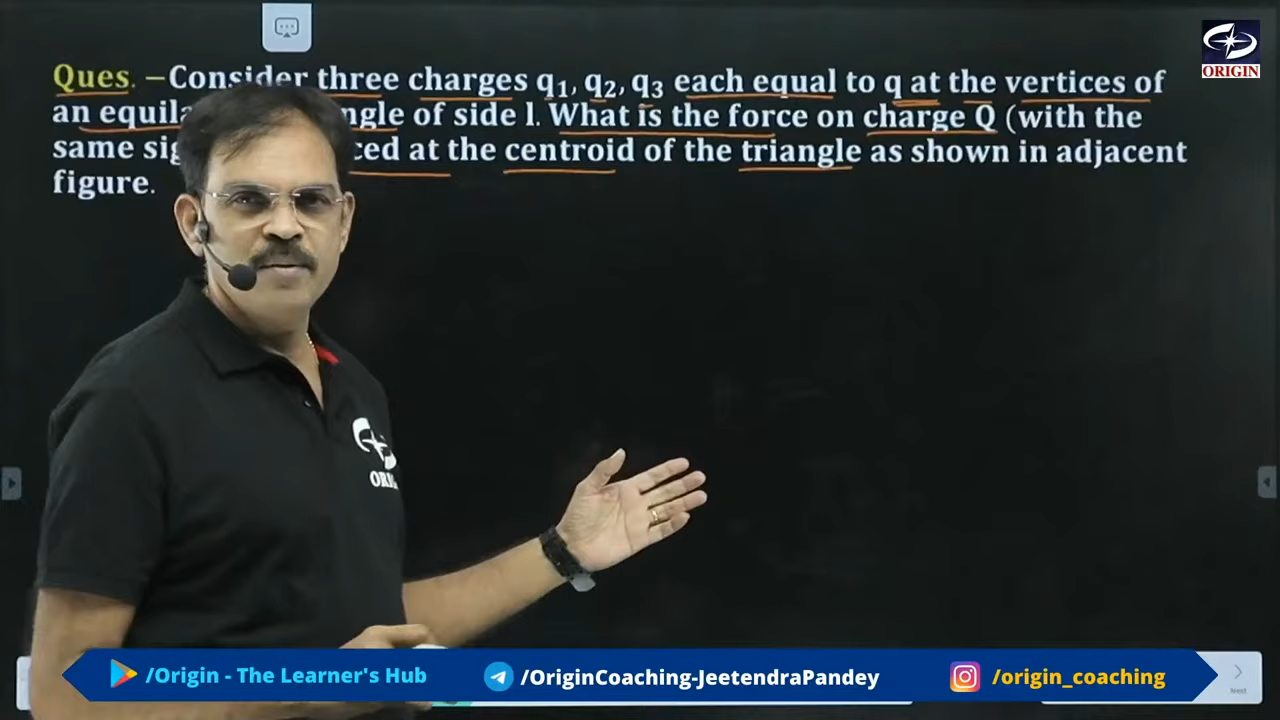 Ques. –Consider three charges q₁, q₂, q₃ each equal to q at the vertices of
an equila ngle of side l. What is the force on charge Q (with the
same sig ced at the centroid of the triangle as shown in adjacent
figure.
ORIGIN
ORI
/Origin - The Learner's Hub
/OriginCoaching-JeetendraPandey
/origin_coaching
Next